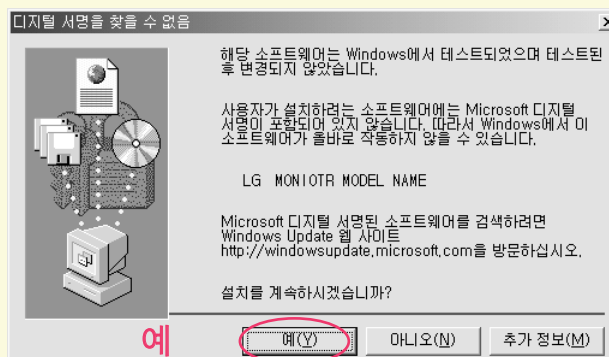 디지털 서명을 찾을 수 없음
해당 소프트웨어는 Windows에서 테스트되었으며 테스트된
후 변경되지 않았습니다.
사용자가 설치하려는 소프트웨어에는 Microsoft 디지털
서명이 포함되어 있지 않습니다. 따라서 Windows에서 이
소프트웨어가 올바로 작동하지 않을 수 있습니다.
LG MONIOTR MODEL NAME
Microsoft 디지털 서명된 소프트웨어를 검색하려면
Windows Update 웹 사이트
http://windowsupdate.microsoft.com을 방문하십시오.
설치를 계속하시겠습니까?
예 예(Y) 아니오(N) 추가 정보(M)